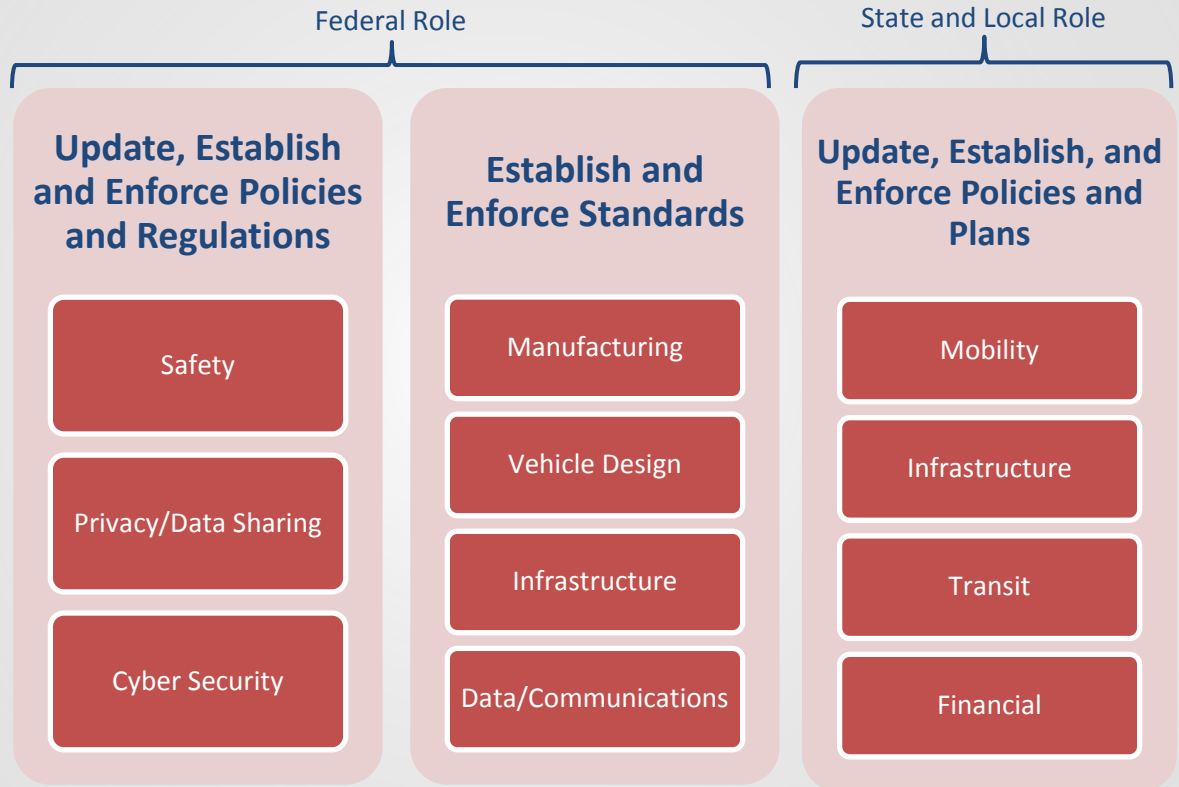 Federal Role
State and Local Role
Update, Establish
and Enforce Policies
and Regulations
Safety
Privacy/Data Sharing
Cyber Security
Establish and
Enforce Standards
Manufacturing
Vehicle Design
Infrastructure
Data/Communications
Update, Establish, and
Enforce Policies and
Plans
Mobility
Infrastructure
Transit
Financial